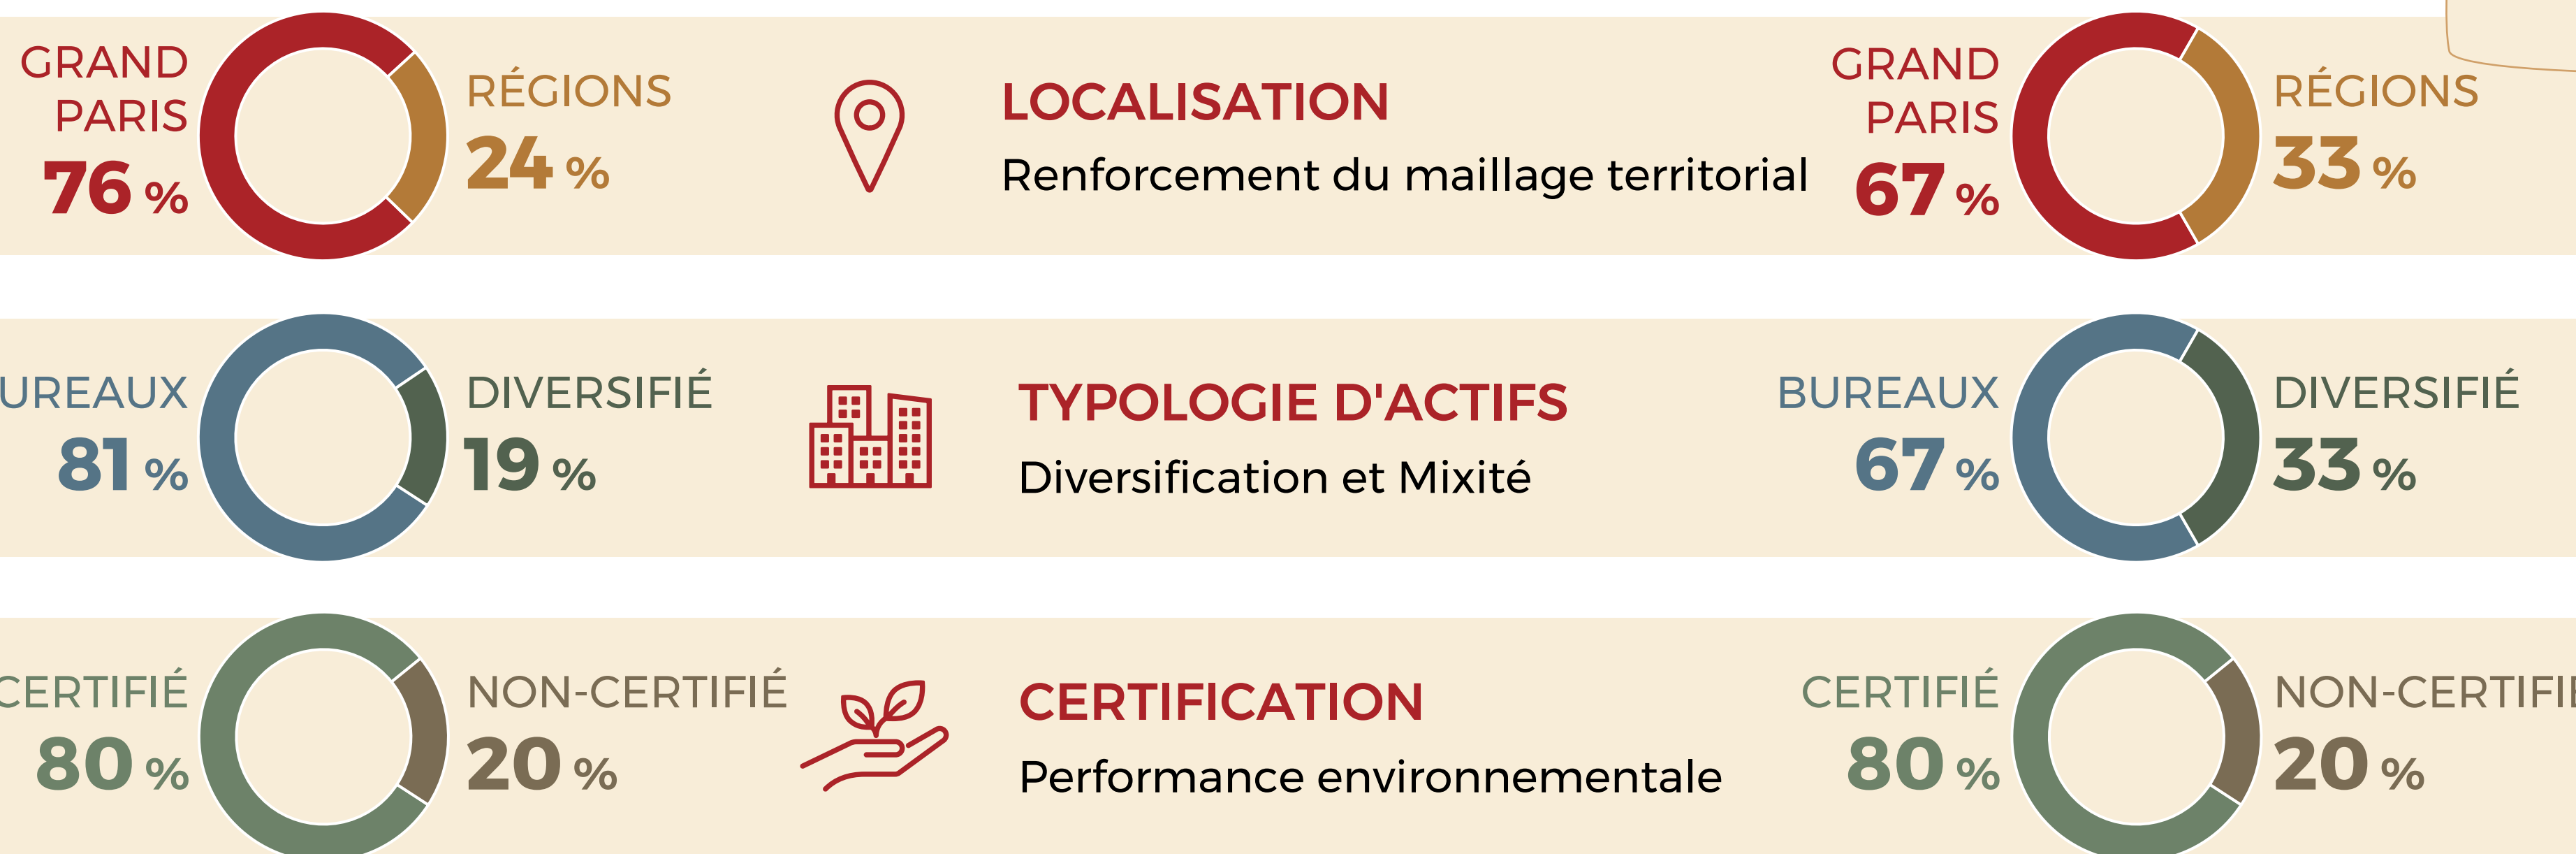 GRAND
PARIS
76 %
RÉGIONS
24 %
LOCALISATION
Renforcement du maillage territorial
GRAND
PARIS
67 %
RÉGIONS
33 %
UREAUX
81 %
DIVERSIFIÉ
19 %
TYPOLOGIE D'ACTIFS
Diversification et Mixité
BUREAUX
67 %
DIVERSIFIÉ
33 %
CERTIFIÉ
80 %
NON-CERTIFIÉ
20 %
CERTIFICATION
Performance environnementale
CERTIFIÉ
80 %
NON-CERTIFIÉ
20 %